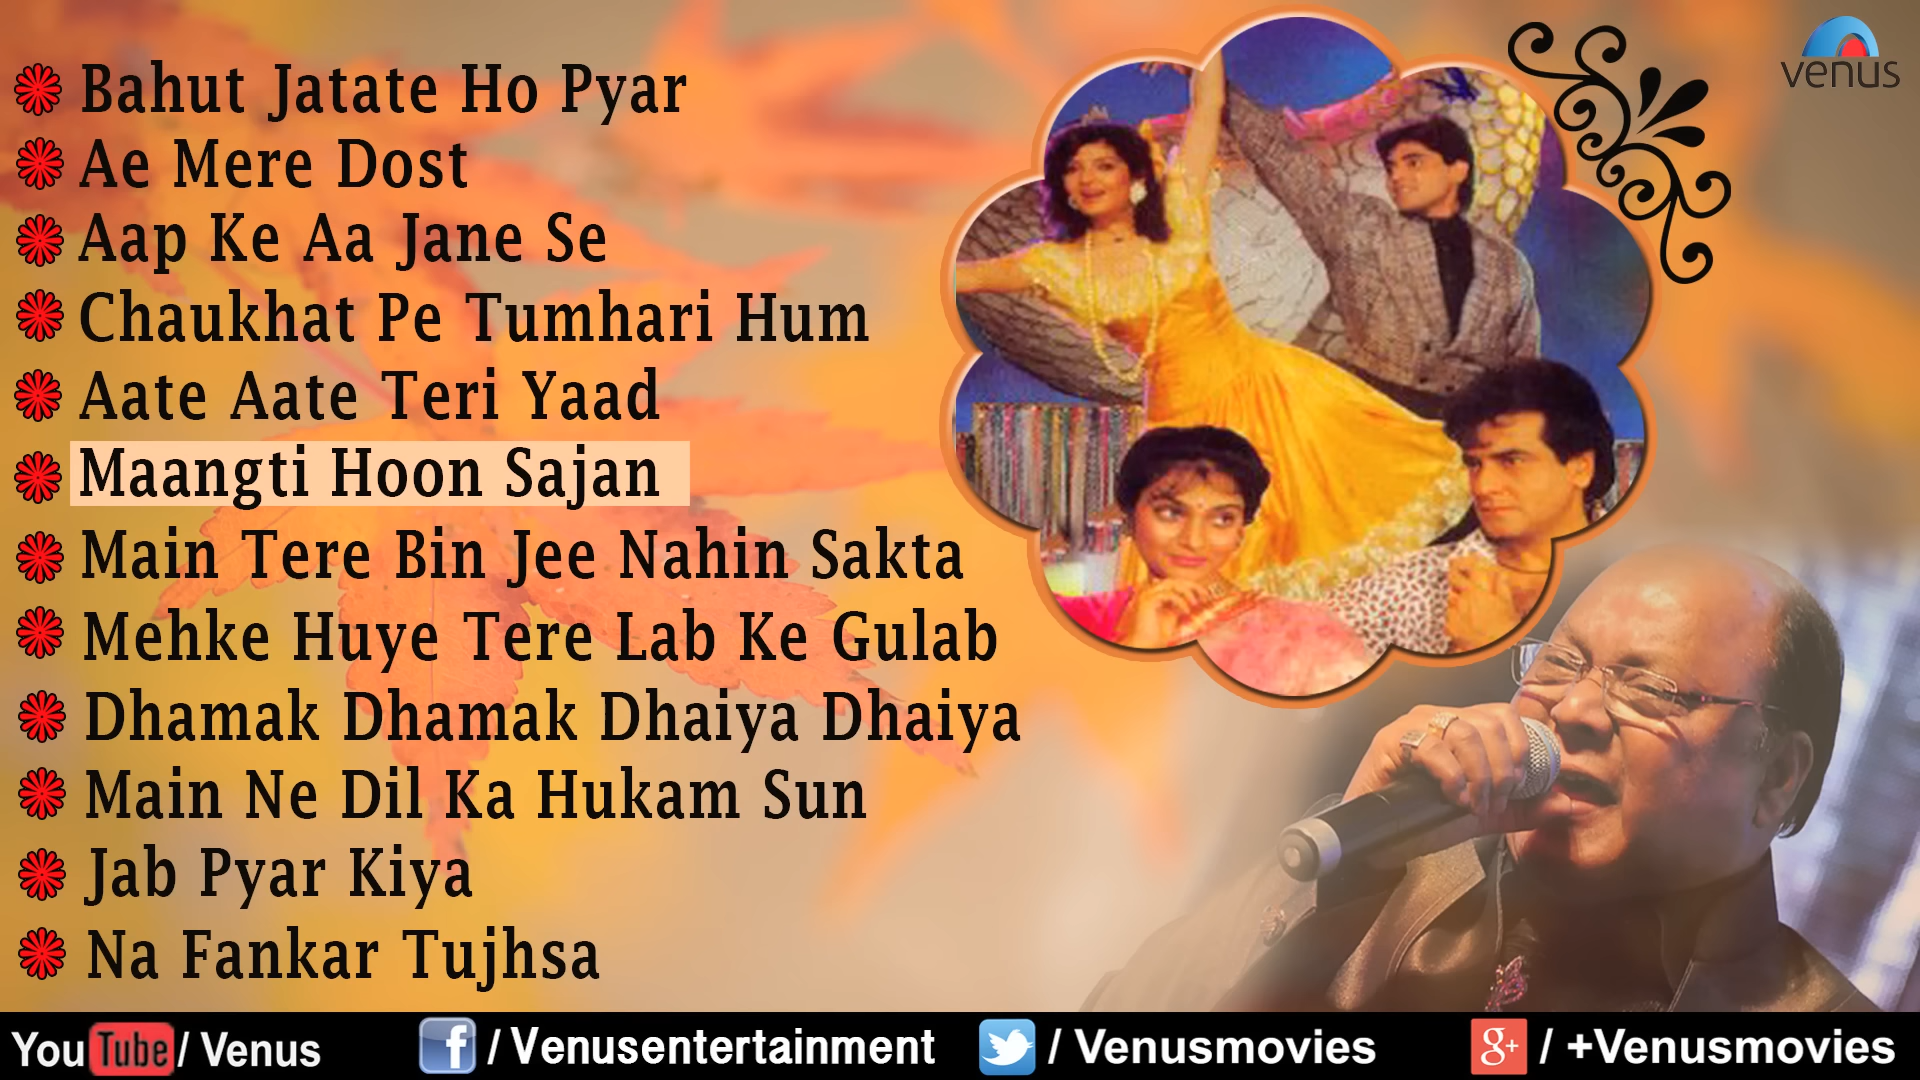 venus
Bahut Jatate Ho Pyar
Ae Mere Dost
Aap Ke Aa Jane Se
Chaukhat Pe Tumhari Hum
Aate Aate Teri Yaad
Maangti Hoon Sajan
Main Tere Bin Jee Nahin Sakta
Mehke Huye Tere Lab Ke Gulab
Dhamak Dhamak Dhaiya Dhaiya
Main Ne Dil Ka Hukam Sun
Jab Pyar Kiya
Na Fankar Tujhsa
YouTube / Venus
f / Venusentertainment
/ Venusmovies
g+ / +Venusmovies